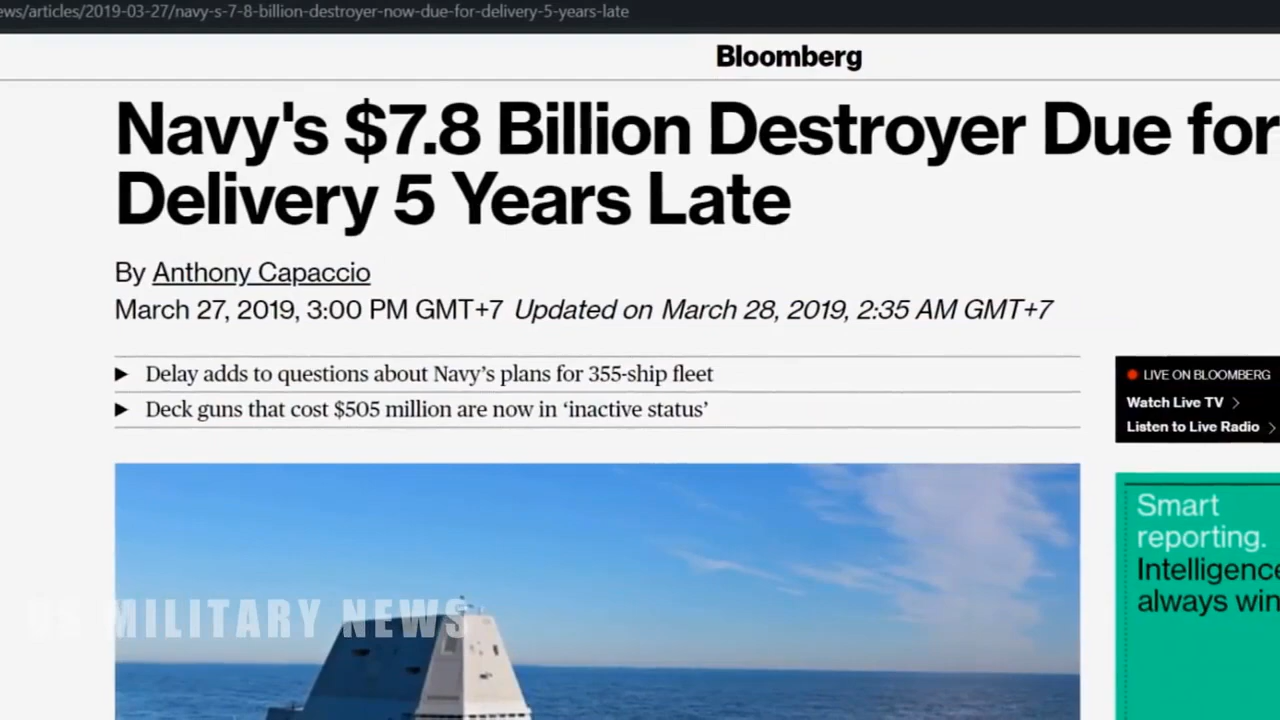 ews/articles/2019-03-27/navy-s-7-8-billion-destroyer-now-due-for-delivery-5-years-late
Bloomberg
Navy's $7.8 Billion Destroyer Due for
Delivery 5 Years Late
By Anthony Capaccio
March 27, 2019, 3:00 PM GMT+7 Updated on March 28, 2019, 2:35 AM GMT+7
Delay adds to questions about Navy's plans for 355-ship fleet
Deck guns that cost $505 million are now in 'inactive status'
LIVE ON BLOOMBERG
Watch Live TV
Listen to Live Radio
Smart
reporting.
Intelligence
always win
US MILITARY NEWS